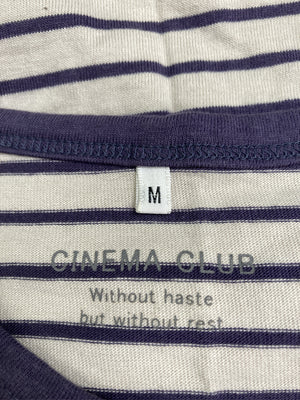 M
CINEMA CLUB
Without haste
but without rest